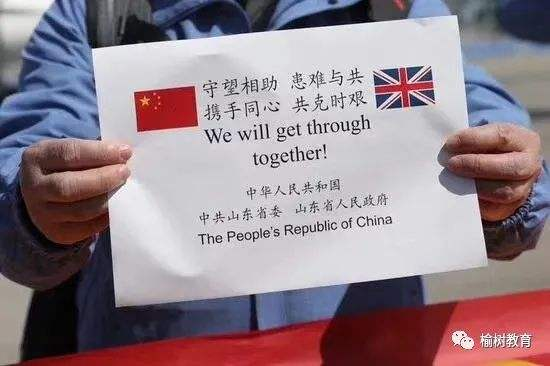 守望相助 患难与共
携手同心 共克时艰
We will get through
together!
中华人民共和国
中共山东省委 山东省人民政府
The People's Republic of China
榆树教育